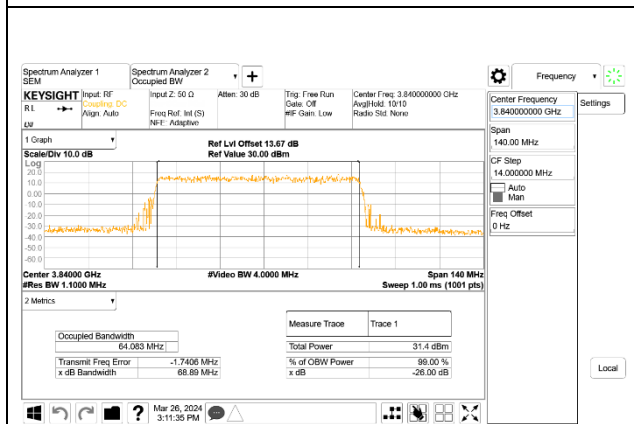 Spectrum Analyzer 1
SEM
Spectrum Analyzer 2
Occupied BW
+
Frequency
KEYSIGHT
Input: RF
Coupling: DC
Align: Auto
Input Z: 50 Ω
Freq Ref: Int (S)
NFE: Adaptive
Atten: 30 dB
Trig: Free Run
Gate: Off
#IF Gain: Low
Center Freq: 3.840000000 GHz
Avg|Hold: 10/10
Radio Std: None
Center Frequency
3.840000000 GHz
Settings
Span
140.00 MHz
CF Step
14.000000 MHz
Auto
Man
Freq Offset
0 Hz
1 Graph
Scale/Div 10.0 dB
Ref Lvl Offset 13.67 dB
Ref Value 30.00 dBm
Log
20.0
10.0
0.00
-10.0
-20.0
-30.0
-40.0
-50.0
-60.0
Center 3.84000 GHz
#Res BW 1.1000 MHz
#Video BW 4.0000 MHz
Span 140 MHz
Sweep 1.00 ms (1001 pts)
2 Metrics
Occupied Bandwidth
64.083 MHz
Transmit Freq Error -1.7406 MHz
x dB Bandwidth 68.89 MHz
Measure Trace Trace 1
Total Power 31.4 dBm
% of OBW Power 99.00 %
x dB -26.00 dB
Local
?
Mar 26, 2024
3:11:35 PM